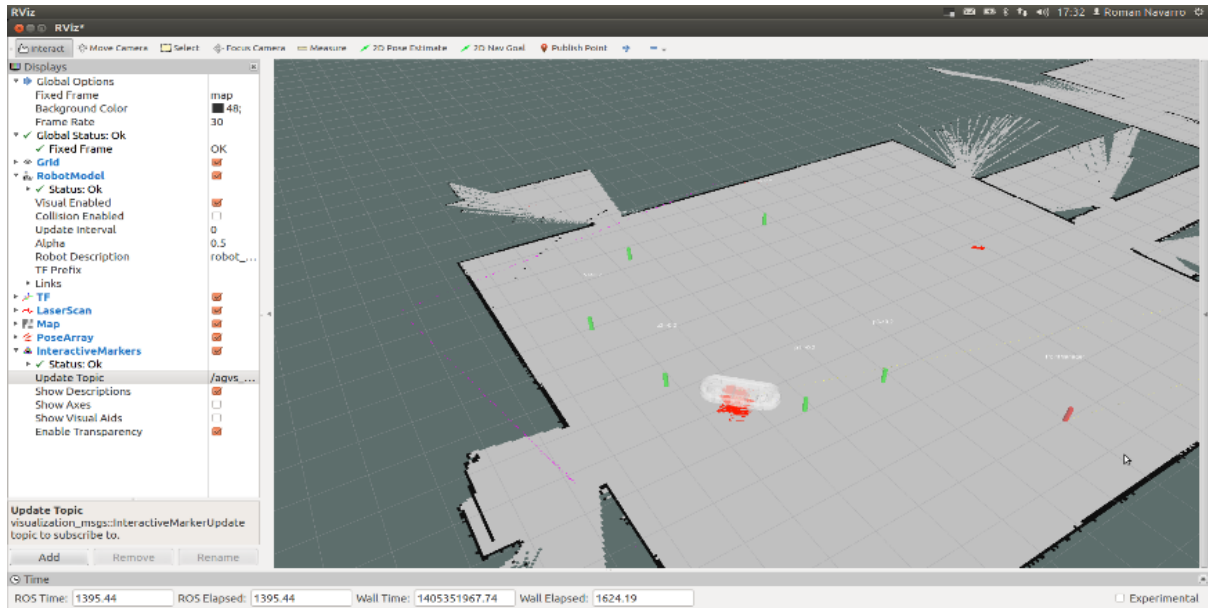 RViz
17:32 Roman Navarro
RViz*
Interact Move Camera Select Focus Camera Measure 2D Pose Estimate 2D Nav Goal Publish Point
Displays
Global Options
Fixed Frame map
Background Color 48;
Frame Rate 30
Global Status: Ok
Fixed Frame OK
Grid
RobotModel
Status: Ok
Visual Enabled
Collision Enabled
Update Interval 0
Alpha 0.5
Robot Description robot_...
TF Prefix
Links
TF
LaserScan
Map
PoseArray
InteractiveMarkers
Status: Ok
Update Topic /agvs_...
Show Descriptions
Show Axes
Show Visual Aids
Enable Transparency
Update Topic
visualization_msgs::InteractiveMarkerUpdate
topic to subscribe to.
Add Remove Rename
Time
ROS Time: 1395.44 ROS Elapsed: 1395.44 Wall Time: 1405351967.74 Wall Elapsed: 1624.19 Experimental